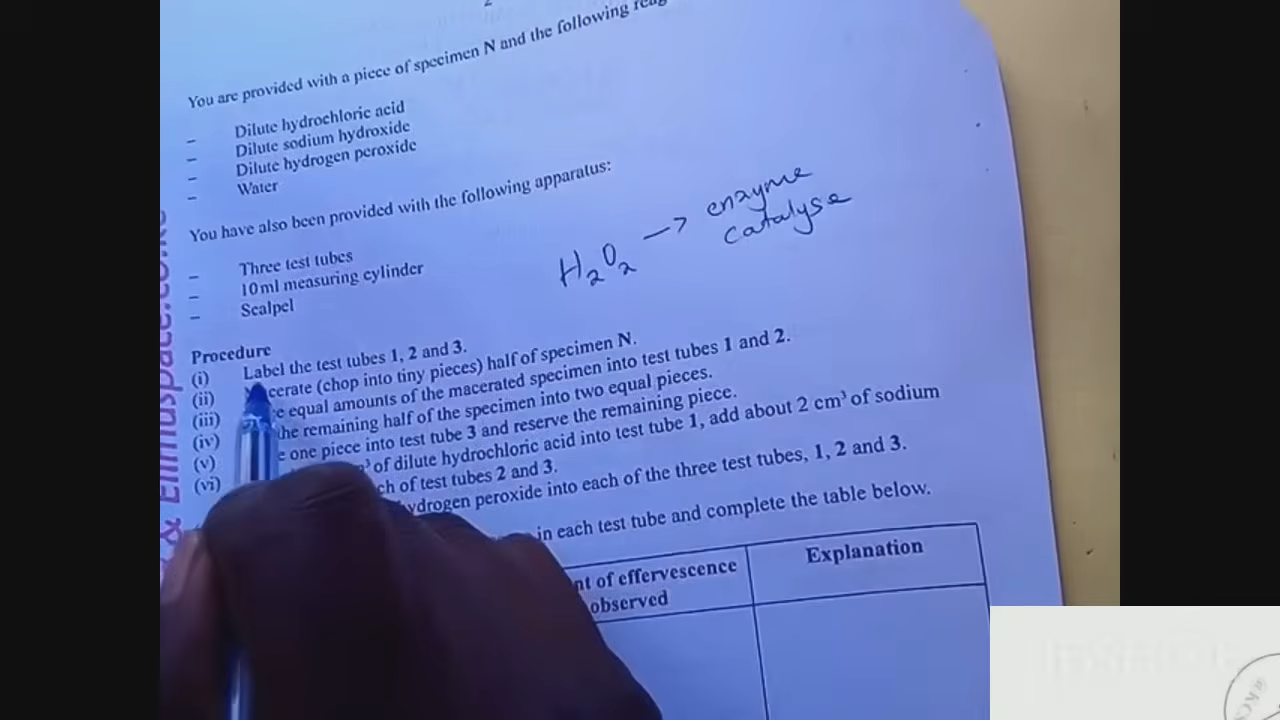 You are provided with a piece of specimen N and the following
- Dilute hydrochloric acid
- Dilute sodium hydroxide
- Dilute hydrogen peroxide
- Water
You have also been provided with the following apparatus:
- Three test tubes
- 10ml measuring cylinder
- Scalpel
H2O2 → enzyme
catalyse
Procedure
(i) Label the test tubes 1, 2 and 3.
(ii) (chop into tiny pieces) half of specimen N.
(iii) equal amounts of the macerated specimen into test tubes 1 and 2.
(iv) the remaining half of the specimen into two equal pieces.
(v) one piece into test tube 3 and reserve the remaining piece.
(vi) of dilute hydrochloric acid into test tube 1, add about 2 cm³ of sodium
of test tubes 2 and 3.
hydrogen peroxide into each of the three test tubes, 1, 2 and 3.
in each test tube and complete the table below.
of effervescence
observed
Explanation